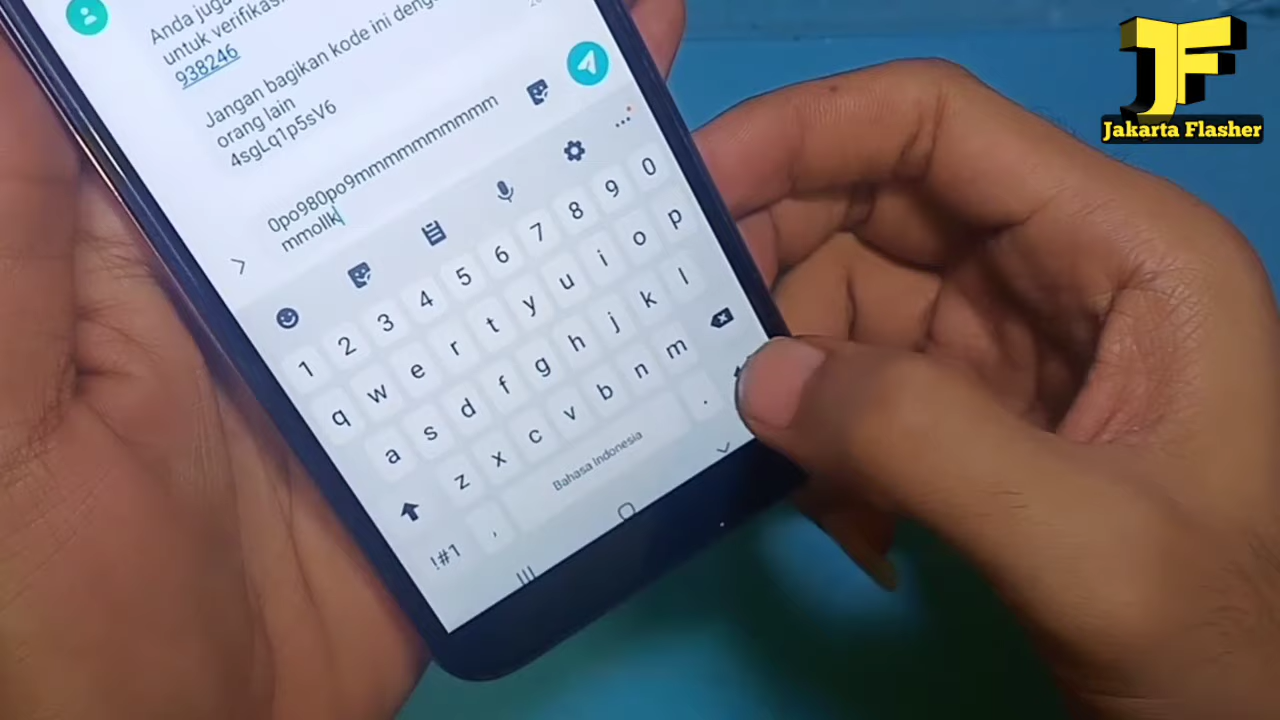 Anda juga
untuk verifikasi
938246
Jangan bagikan kode ini
orang lain
4sgLq1p5sV6
0po980po9mmmmmmmmmm
mmollk
1 2 3 4 5 6 7 8 9 0
q w e r t y u i o p
a s d f g h j k l
z x c v b n m
!#1 , Bahasa Indonesia .
JF
Jakarta Flasher